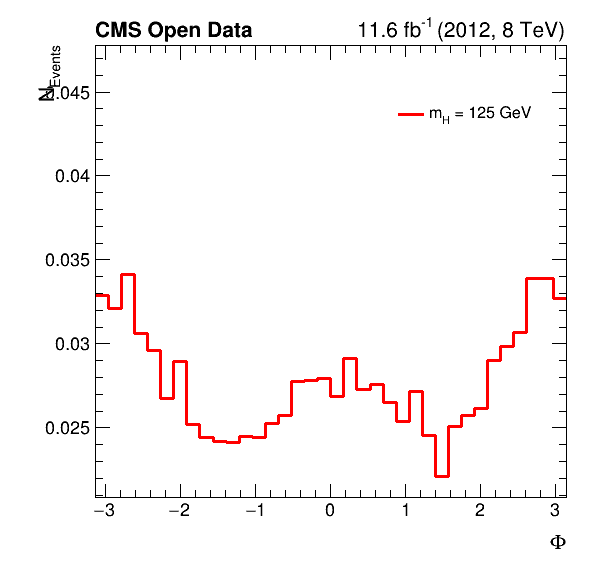 CMS Open Data
11.6 fb⁻¹ (2012, 8 TeV)
N_Events
0.045
m_H = 125 GeV
0.04
0.035
0.03
0.025
−3 −2 −1 0 1 2 3
Φ